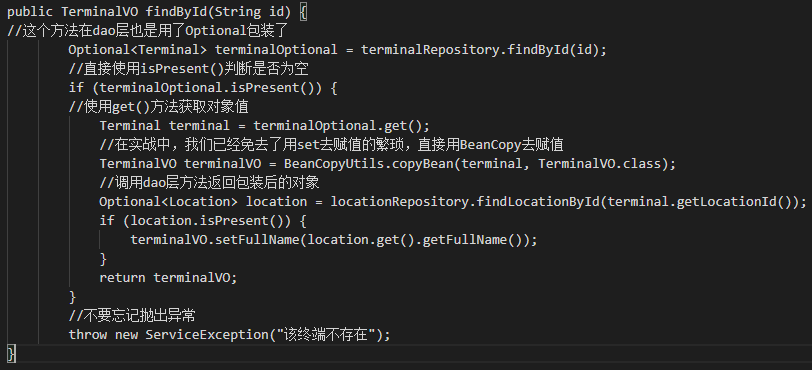 public TerminalVO findById(String id) {
//这个方法在dao层也是用了Optional包装了
        Optional<Terminal> terminalOptional = terminalRepository.findById(id);
        //直接使用isPresent()判断是否为空
        if (terminalOptional.isPresent()) {
        //使用get()方法获取对象值
            Terminal terminal = terminalOptional.get();
            //在实战中，我们已经免去了用set去赋值的繁琐，直接用BeanCopy去赋值
            TerminalVO terminalVO = BeanCopyUtils.copyBean(terminal, TerminalVO.class);
            //调用dao层方法返回包装后的对象
            Optional<Location> location = locationRepository.findLocationById(terminal.getLocationId());
            if (location.isPresent()) {
                terminalVO.setFullName(location.get().getFullName());
            }
            return terminalVO;
        }
        //不要忘记抛出异常
        throw new ServiceException("该终端不存在");
}